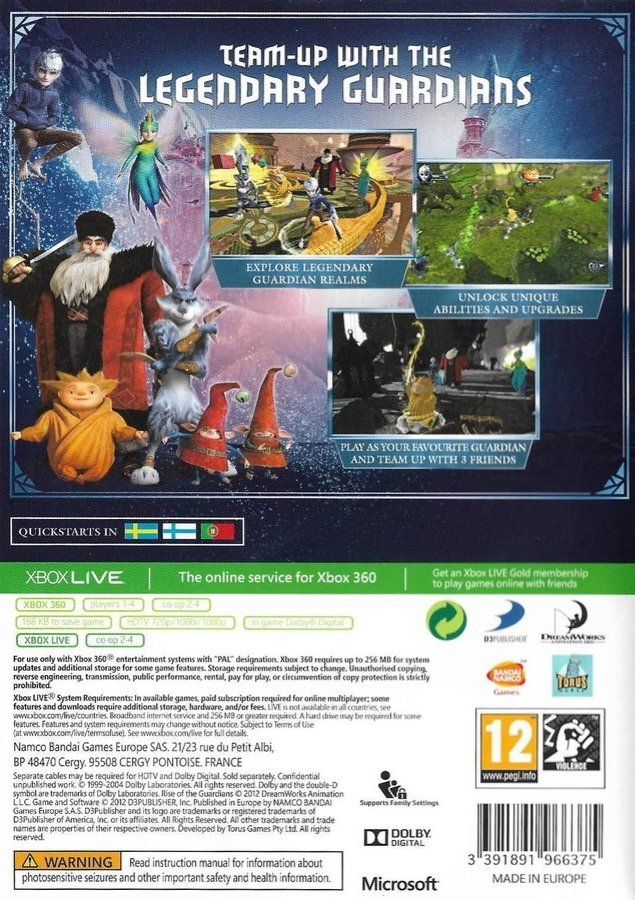 TEAM-UP WITH THE
LEGENDARY GUARDIANS
EXPLORE LEGENDARY
GUARDIAN REALMS
UNLOCK UNIQUE
ABILITIES AND UPGRADES
PLAY AS YOUR FAVOURITE GUARDIAN
AND TEAM UP WITH 3 FRIENDS
QUICKSTARTS IN
XBOX LIVE
The online service for Xbox 360
Get an Xbox LIVE Gold membership
to play games online with friends
XBOX 360 players 1-4 co-op 2-4
188 KB to save game HDTV 720p/1080i/1080p in game Dolby® Digital
XBOX LIVE co-op 2-4
D3PUBLISHER
DREAMWORKS
ANIMATION SKG
BANDAI
NAMCO
Games
TORUS
GAMES
For use only with Xbox 360® entertainment systems with "PAL" designation. Xbox 360 requires up to 256 MB for system
updates and additional storage for some game features. Storage requirements subject to change. Unauthorised copying,
reverse engineering, transmission, public performance, rental, pay for play, or circumvention of copy protection is strictly
prohibited.
Xbox LIVE® System Requirements: In available games, paid subscription required for online multiplayer; some
features and downloads require additional storage, hardware, and/or fees. LIVE is not available in all countries, see
www.xbox.com/live/countries. Broadband internet service and 256 MB or greater required. A hard drive may be required for some
features. Features and system requirements may change without notice. Subject to Terms of Use
(at www.xbox.com/live/termsofuse). See www.xbox.com/live for full details.
Namco Bandai Games Europe SAS. 21/23 rue du Petit Albi,
BP 48470 Cergy. 95508 CERGY PONTOISE. FRANCE
Separate cables may be required for HDTV and Dolby Digital. Sold separately. Confidential
unpublished work. © 1999-2004 Dolby Laboratories. All rights reserved. Dolby and the double-D
symbol are trademarks of Dolby Laboratories. Rise of the Guardians © 2012 DreamWorks Animation
L.L.C. Game and Software © 2012 D3PUBLISHER, Inc. Published in Europe by NAMCO BANDAI
Games Europe S.A.S. D3Publisher and its logo are trademarks or registered trademarks of
D3Publisher of America, Inc. or its affiliates. All Rights Reserved. All other trademarks and trade
names are properties of their respective owners. Developed by Torus Games Pty Ltd. All rights
reserved.
12
www.pegi.info
VIOLENCE
Supports Family Settings
DOLBY
DIGITAL
Microsoft
3 391891 966375
MADE IN EUROPE
WARNING
Read instruction manual for information about
photosensitive seizures and other important safety and health information.